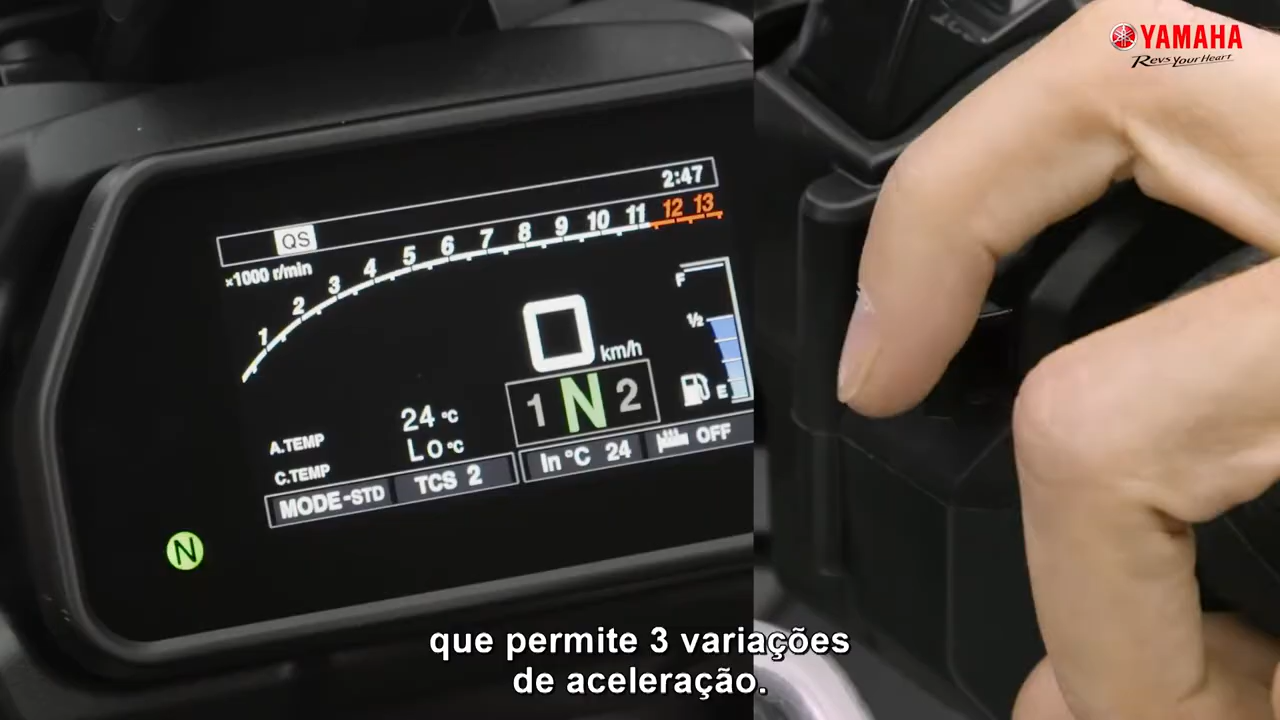 YAMAHA
Revs Your Heart
2:47
QS
×1000 r/min
1 2 3 4 5 6 7 8 9 10 11 12 13
F
1/2
E
0 km/h
1 N 2
A.TEMP 24 °C
C.TEMP Lo °C
MODE-STD TCS 2 In °C 24 OFF
N
que permite 3 variações
de aceleração.